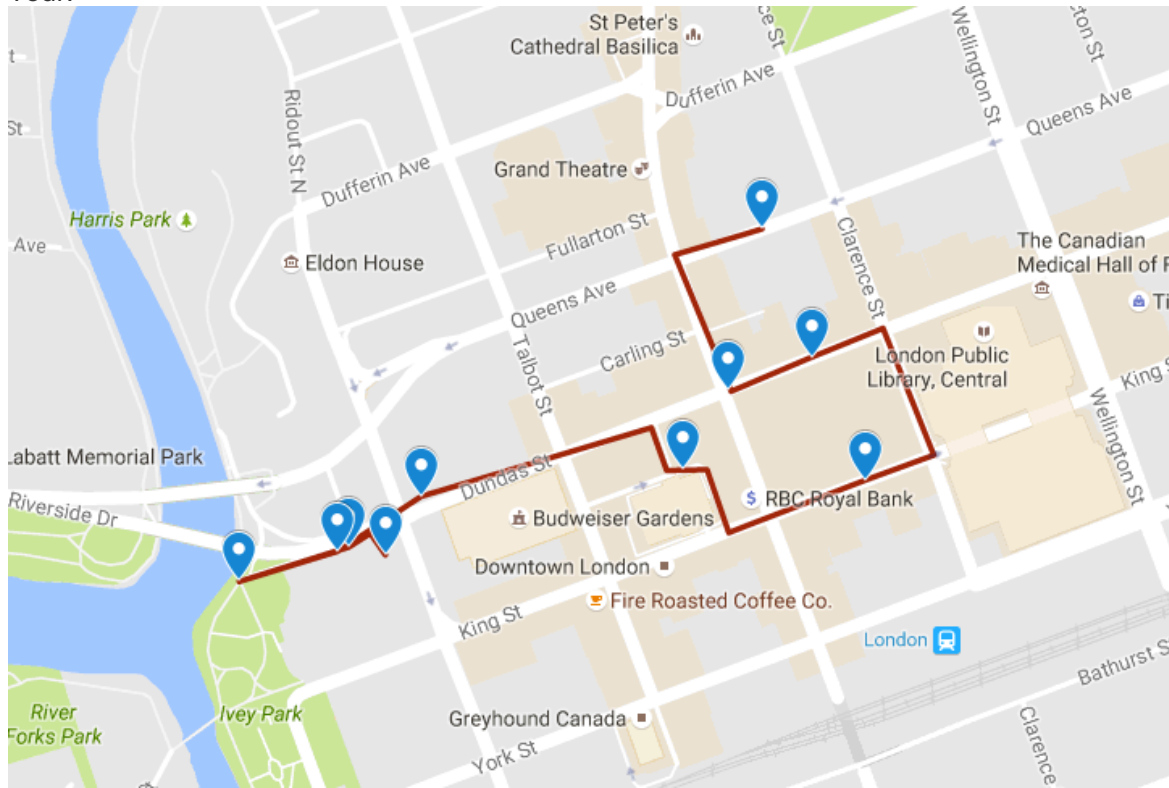 St Peter's
Cathedral Basilica
ce St
Wellington St
cton St
Dufferin Ave
Queens Ave
Ridout St N
St
Grand Theatre
Dufferin Ave
Harris Park
Ave
Eldon House
Fullarton St
Clarence St
The Canadian
Medical Hall of F
Ti
Queens Ave
Talbot St
Carling St
London Public
Library, Central
King St
Wellington St
Labatt Memorial Park
Dundas St
Riverside Dr
Budweiser Gardens
$
RBC Royal Bank
Downtown London
Fire Roasted Coffee Co.
King St
London
Bathurst S
River
Forks Park
Ivey Park
Greyhound Canada
York St
Clarence